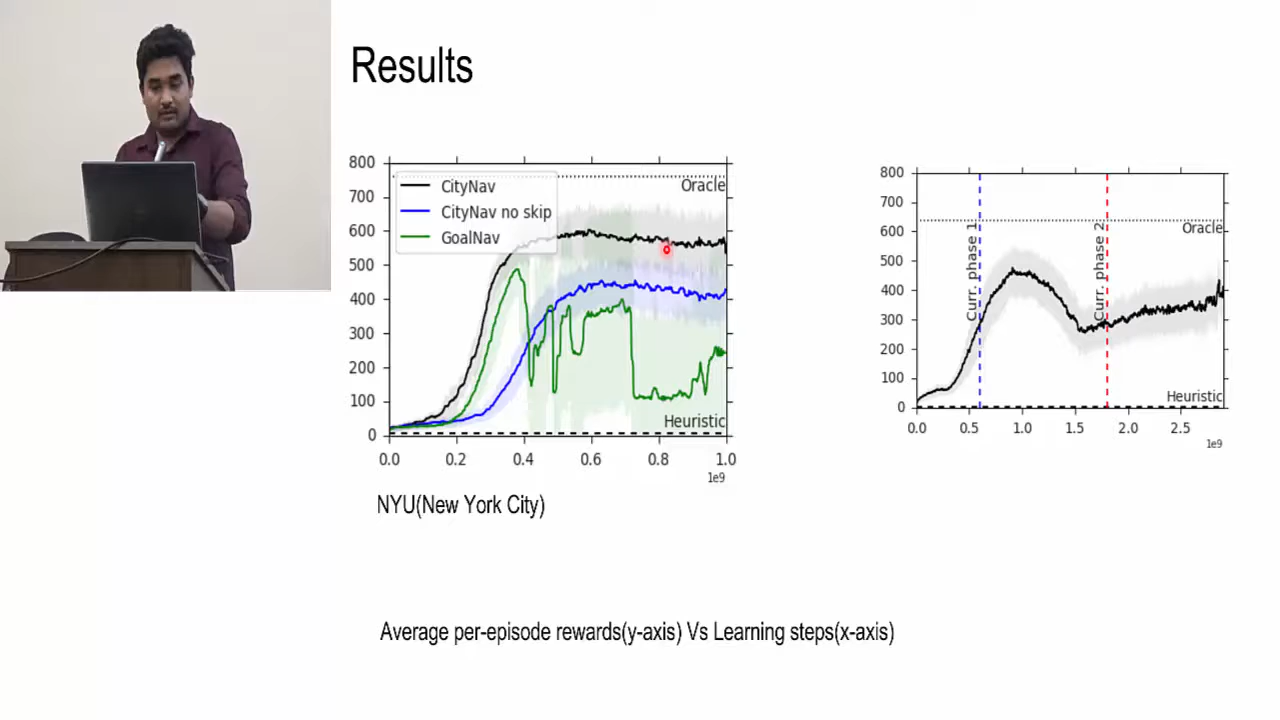 Results
800
700
600
500
400
300
200
100
0
CityNav
CityNav no skip
GoalNav
Oracle
Heuristic
0.0 0.2 0.4 0.6 0.8 1.0
1e9
NYU(New York City)
800
700
600
500
400
300
200
100
0
Curr. phase 1
Curr. phase 2
Oracle
Heuristic
0.0 0.5 1.0 1.5 2.0 2.5
1e9
Average per-episode rewards(y-axis) Vs Learning steps(x-axis)